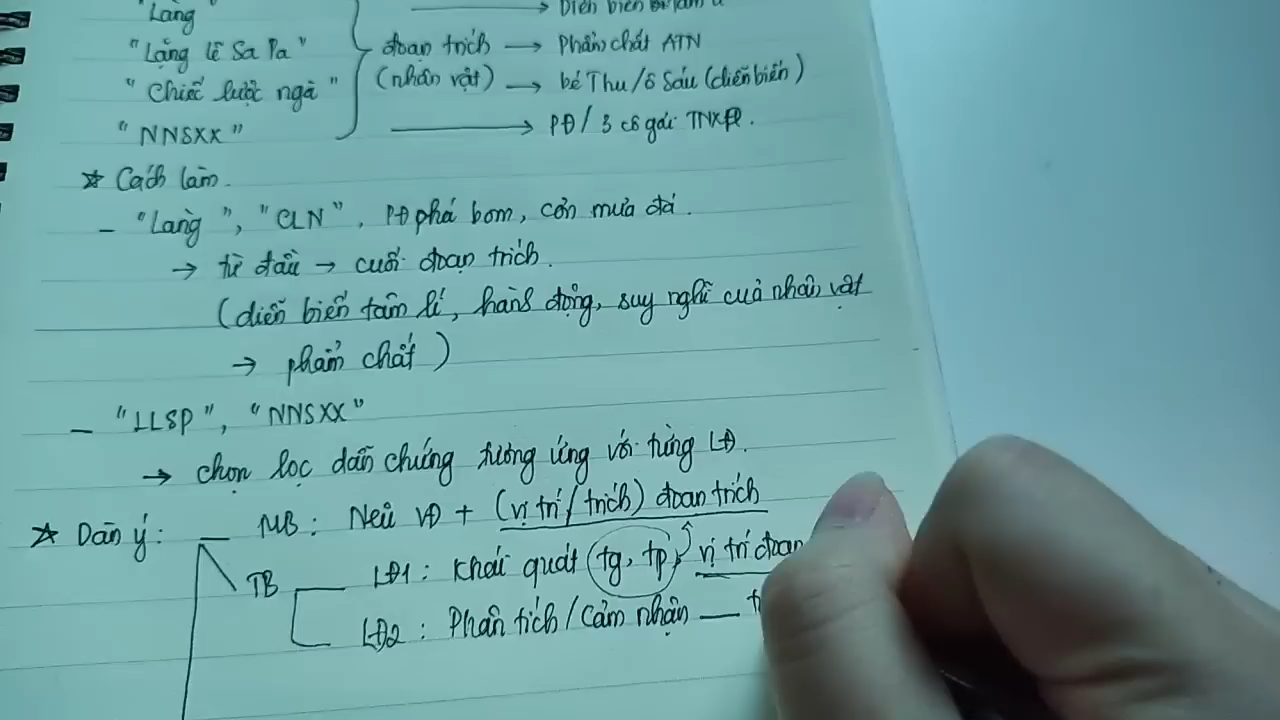 "Làng"
→ Diễn biến
"Lặng lẽ Sa Pa"
đoạn trích → Phẩm chất ATN
"Chiếc lược ngà"
(nhân vật) → bé Thu/ô Sáu (diễn biến)
"NNSXX"
→ PĐ/3 cô gái TNXP.
☆ Cách làm.
- "Làng", "CLN", PĐ phá bom, cơn mưa đá.
→ từ đầu → cuối đoạn trích.
(diễn biến tâm lí, hành động, suy nghĩ của nhân vật
→ phẩm chất)
- "LLSP", "NNSXX"
→ chọn lọc dẫn chứng tương ứng với từng LĐ.
☆ Dàn ý: - MB: Nêu VĐ + (vị trí/trích) đoạn trích
TB LĐ1: Khái quát (tg, tp), vị trí đoạn
LĐ2: Phân tích/Cảm nhận —